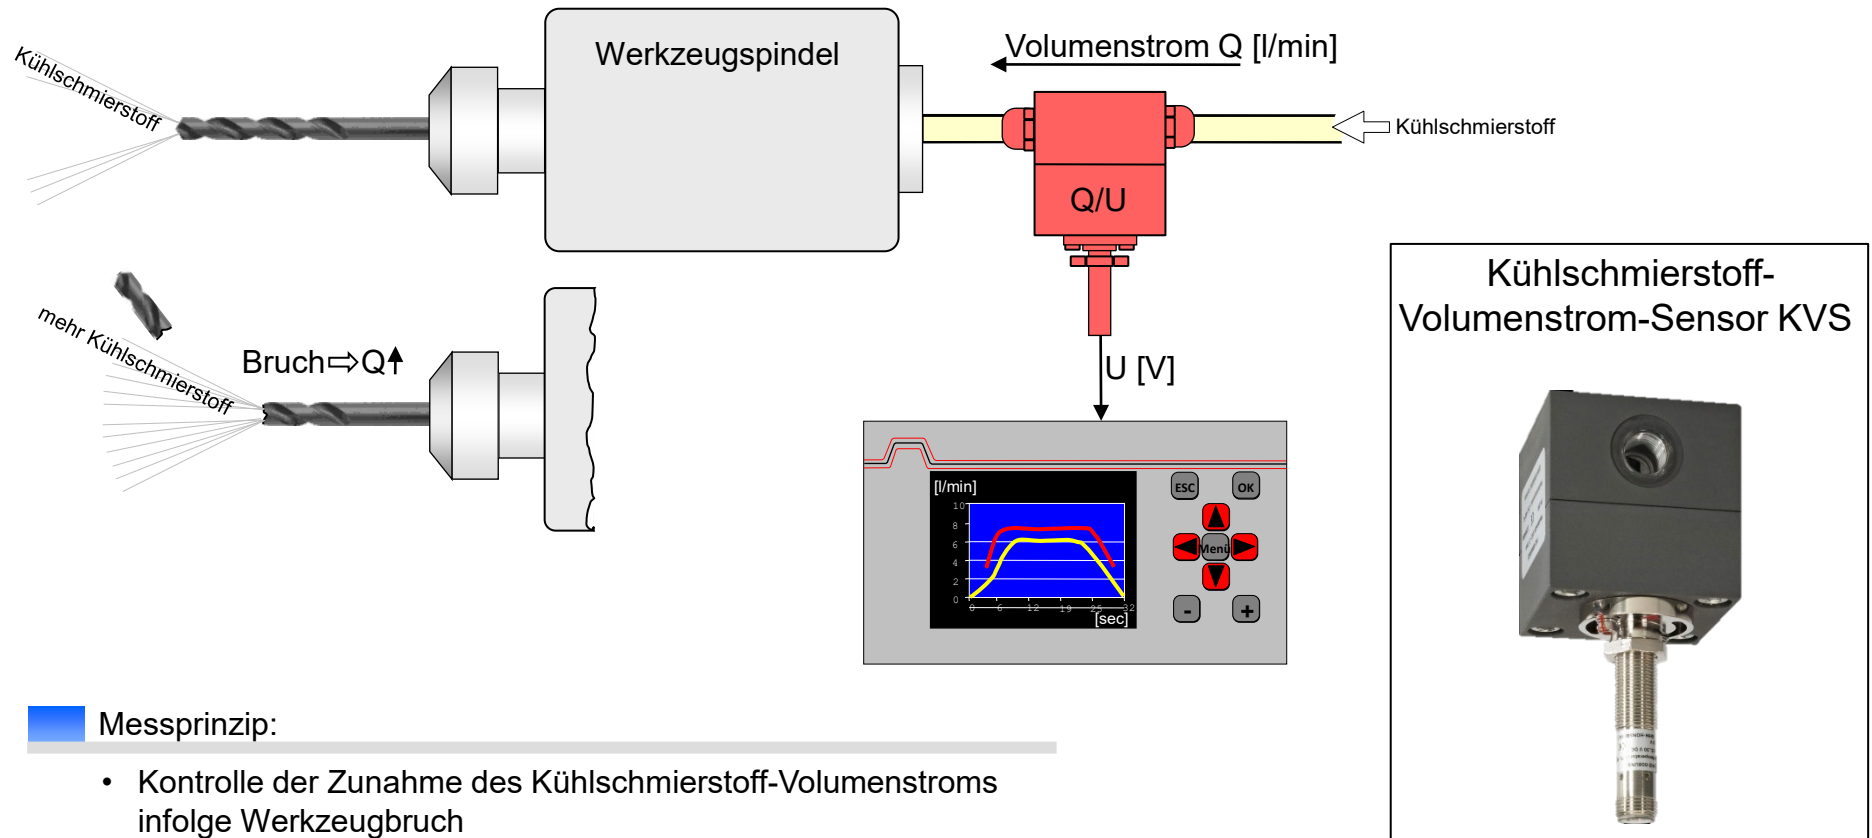 Kühlschmierstoff
Werkzeugspindel
Volumenstrom Q [l/min]
Kühlschmierstoff
Q/U
U [V]
mehr Kühlschmierstoff
Bruch⇨Q
[l/min]
10
8
6
4
2
0
0 6 12 19 25 32
[sec]
ESC
OK
Menü
-
+
Kühlschmierstoff-
Volumenstrom-Sensor KVS
Messprinzip:
• Kontrolle der Zunahme des Kühlschmierstoff-Volumenstroms
infolge Werkzeugbruch